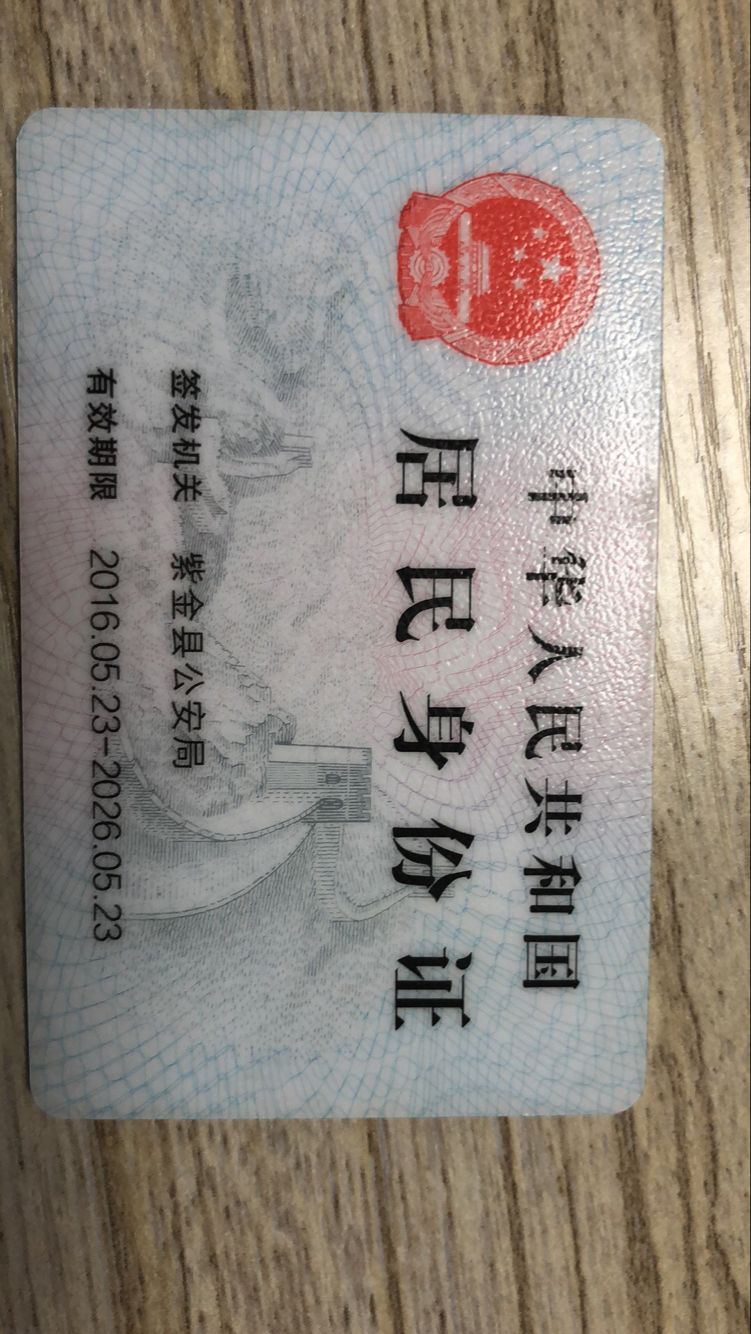 中华人民共和国
居民身份证
签发机关 紫金县公安局
有效期限 2016.05.23-2026.05.23